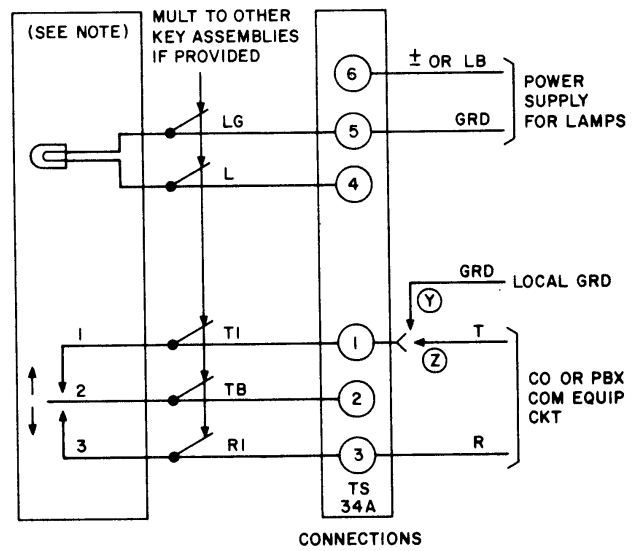 (SEE NOTE)
MULT TO OTHER
KEY ASSEMBLIES
IF PROVIDED
6
± OR LB
POWER
SUPPLY
FOR LAMPS
LG
5
GRD
L
4
GRD
LOCAL GRD
Y
1
T1
1
T
Z
2
TB
2
CO OR PBX
COM EQUIP
CKT
3
R1
3
R
TS
34A
CONNECTIONS